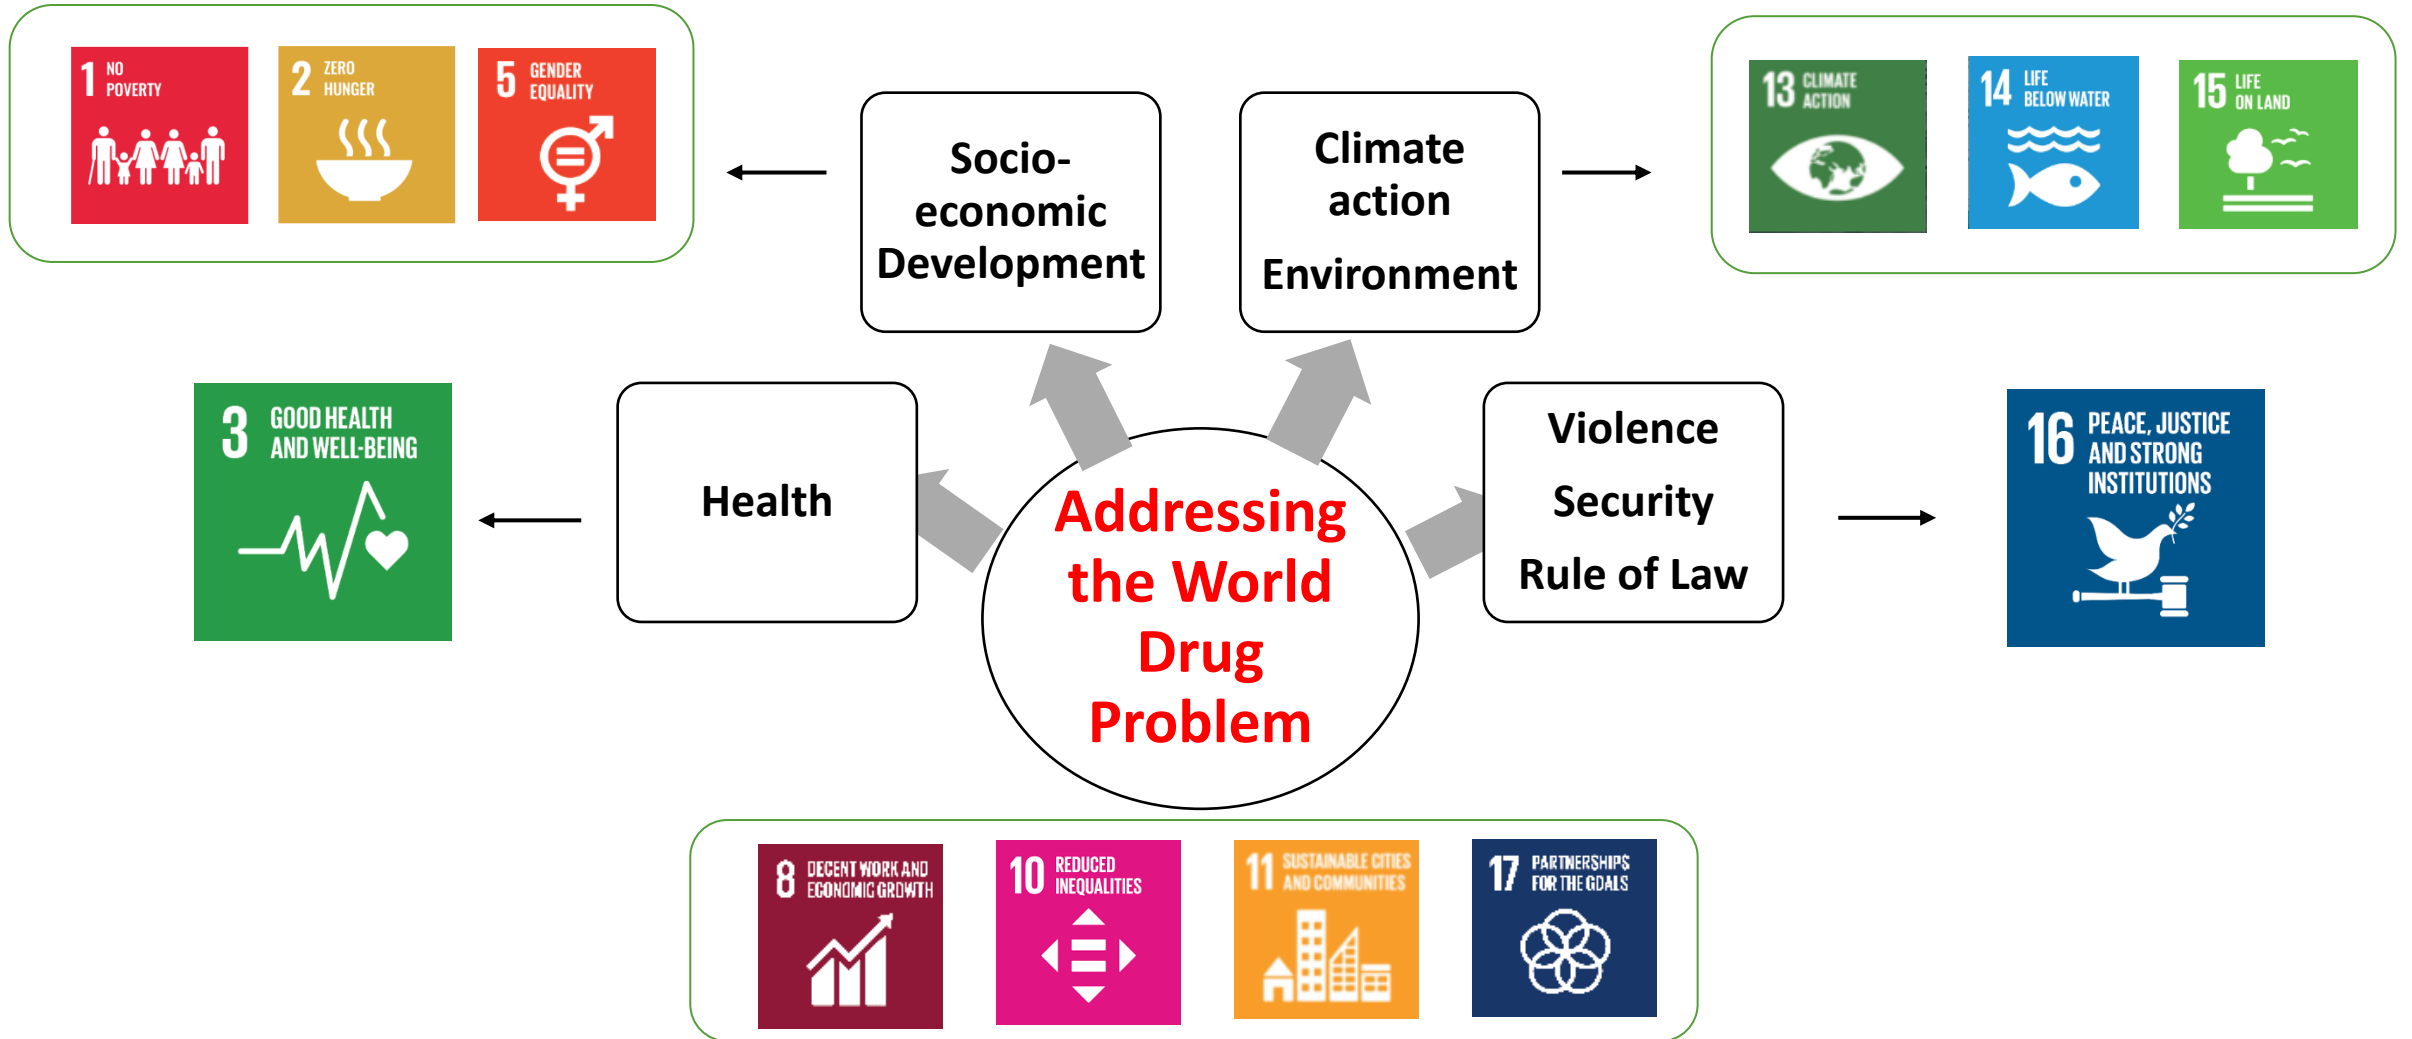 1 NO
POVERTY
2 ZERO
HUNGER
5 GENDER
EQUALITY
Socio-
economic
Development
Climate
action
Environment
13 CLIMATE
ACTION
14 LIFE
BELOW WATER
15 LIFE
ON LAND
3 GOOD HEALTH
AND WELL-BEING
Health
Addressing
the World
Drug
Problem
Violence
Security
Rule of Law
16 PEACE, JUSTICE
AND STRONG
INSTITUTIONS
8 DECENT WORK AND
ECONOMIC GROWTH
10 REDUCED
INEQUALITIES
11 SUSTAINABLE CITIES
AND COMMUNITIES
17 PARTNERSHIPS
FOR THE GOALS